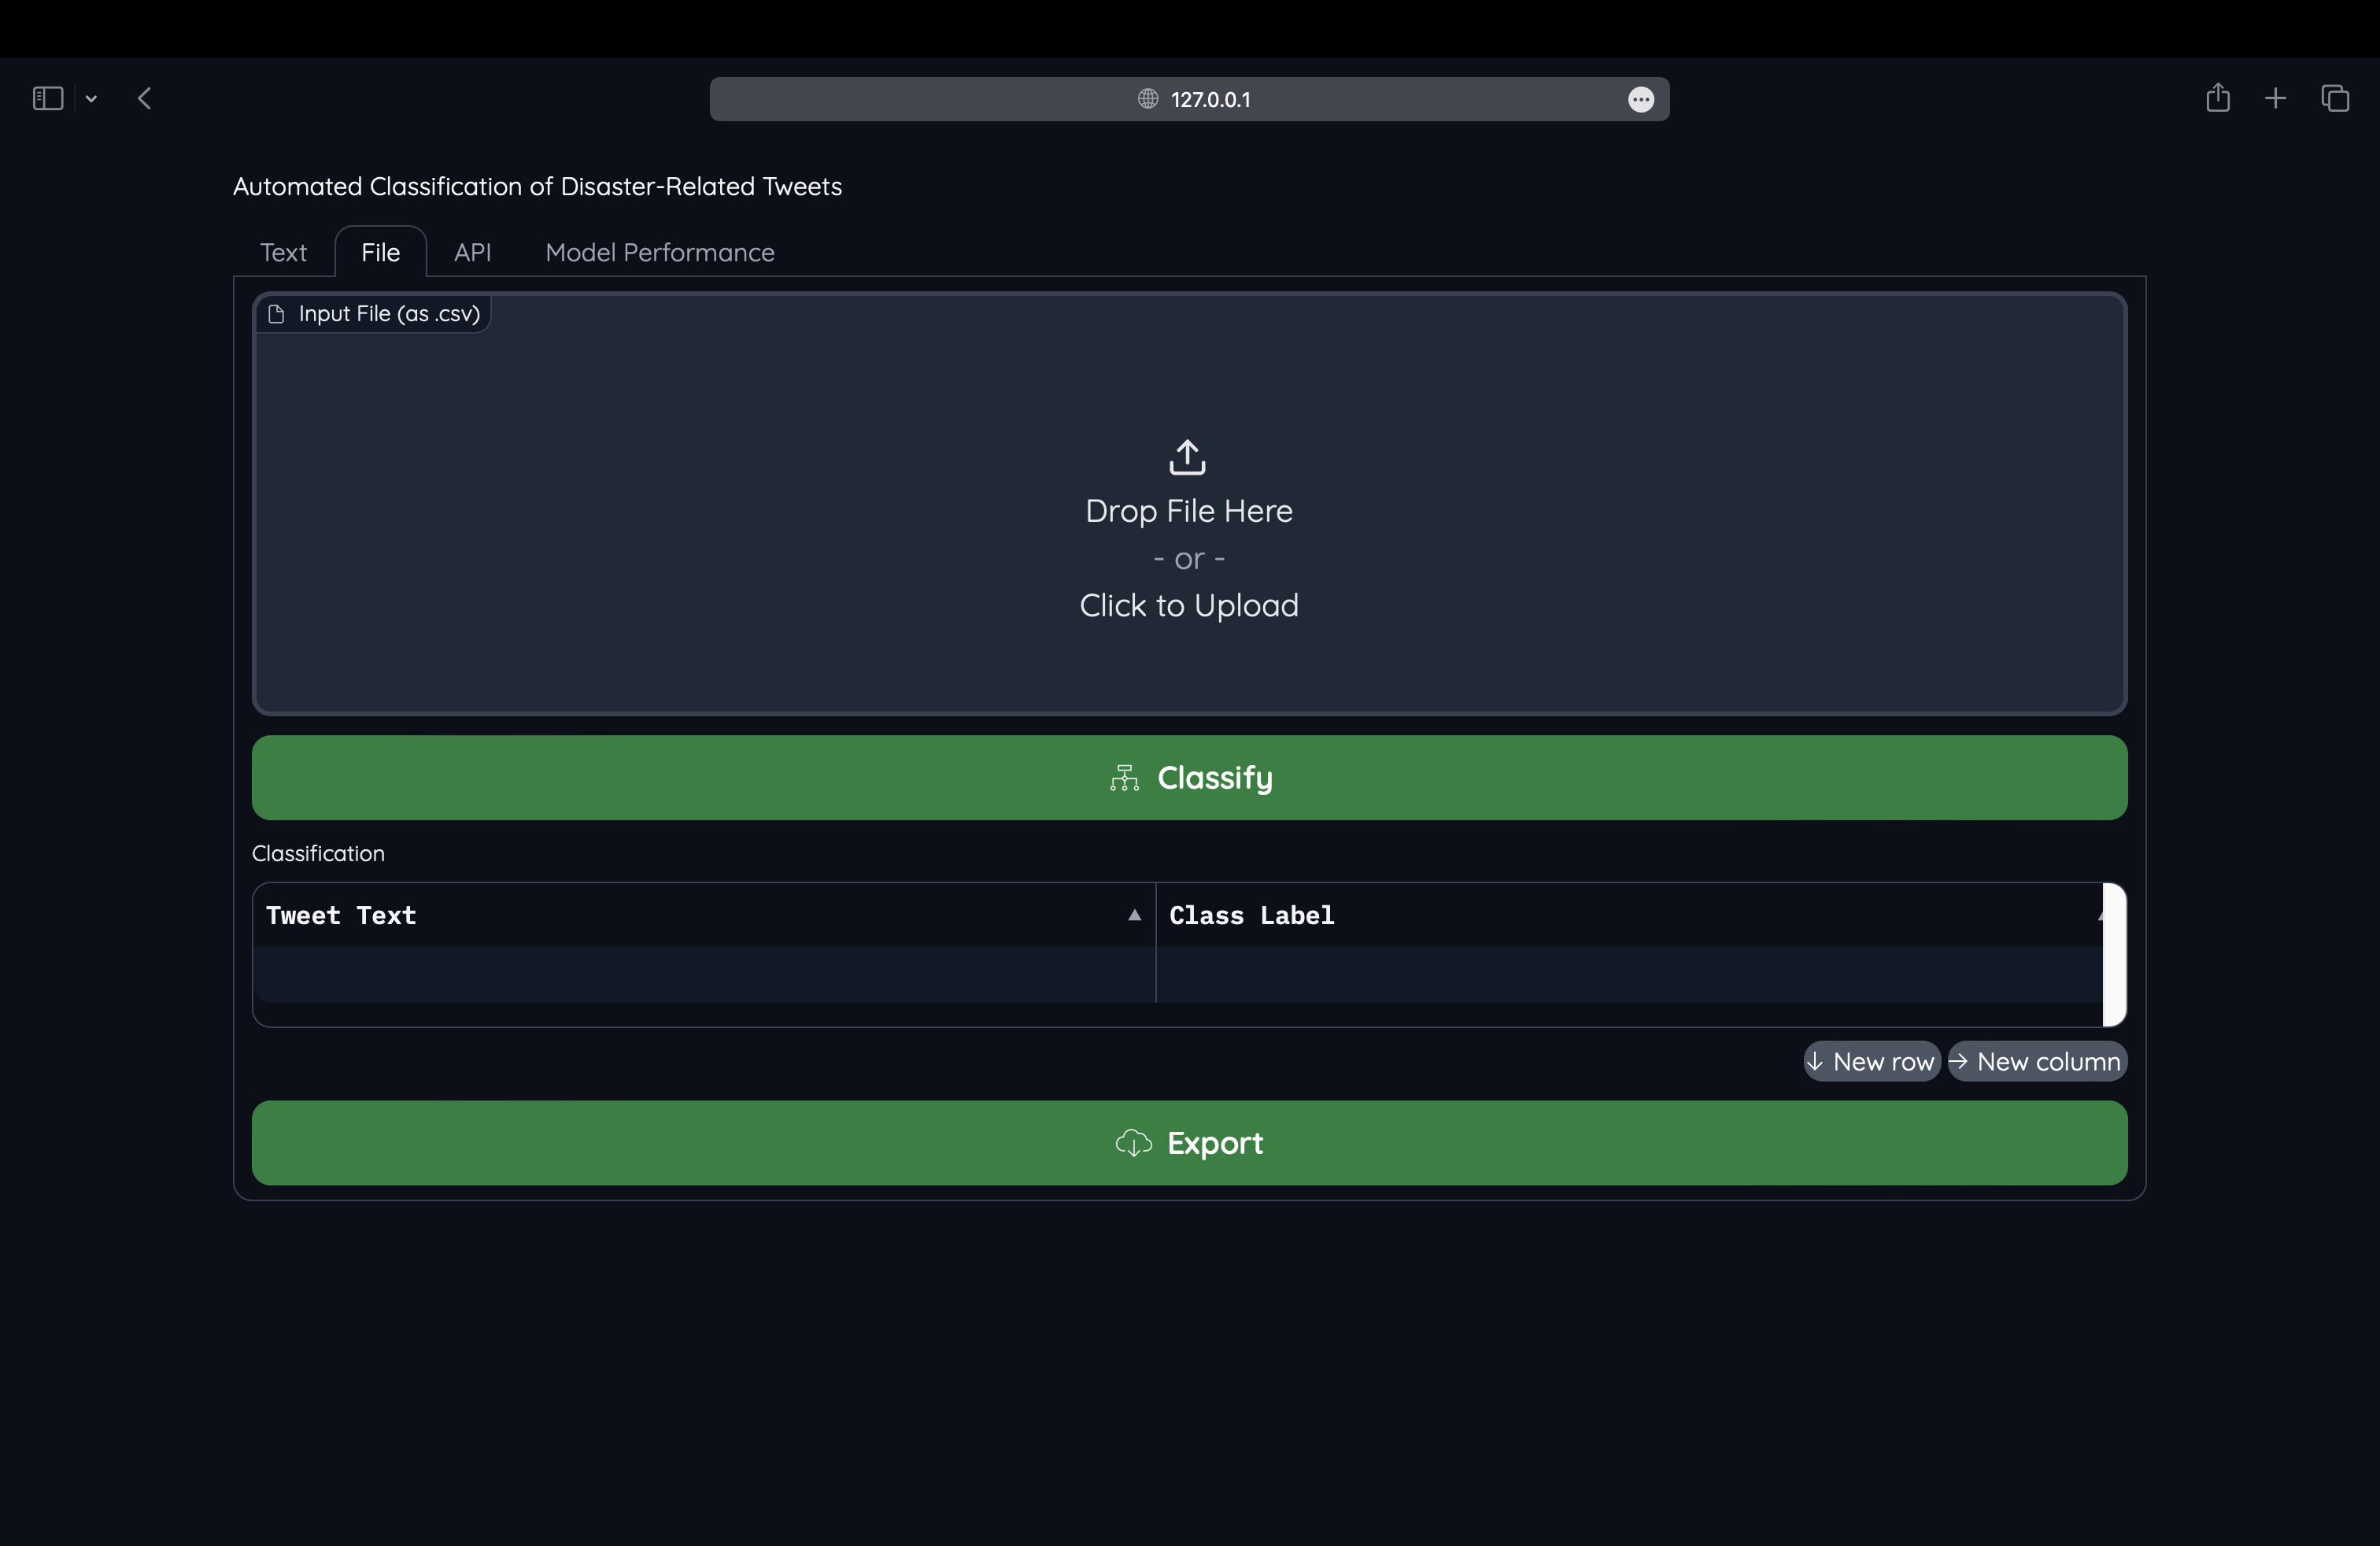 127.0.0.1
Automated Classification of Disaster-Related Tweets
Text File API Model Performance
Input File (as .csv)
Drop File Here
- or -
Click to Upload
Classify
Classification
Tweet Text Class Label
New row New column
Export